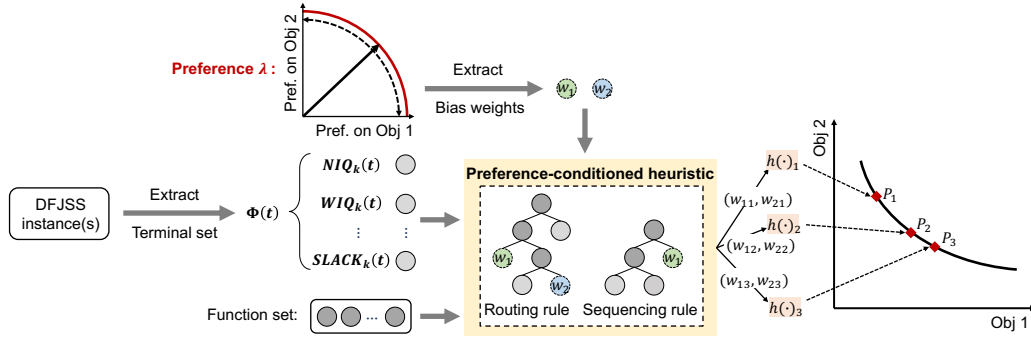 Pref. on Obj 2
Preference λ :
Pref. on Obj 1
Extract
Bias weights
w₁
w₂
DFJSS
instance(s)
Extract
Terminal set
Φ(t)
NIQₖ(t)
WIQₖ(t)
⋮
⋮
SLACKₖ(t)
Function set:
...
Preference-conditioned heuristic
w₁
w₂
w₁
Routing rule
Sequencing rule
(w₁₁, w₂₁)
(w₁₂, w₂₂)
(w₁₃, w₂₃)
h(·)₁
h(·)₂
h(·)₃
Obj 2
P₁
P₂
P₃
Obj 1